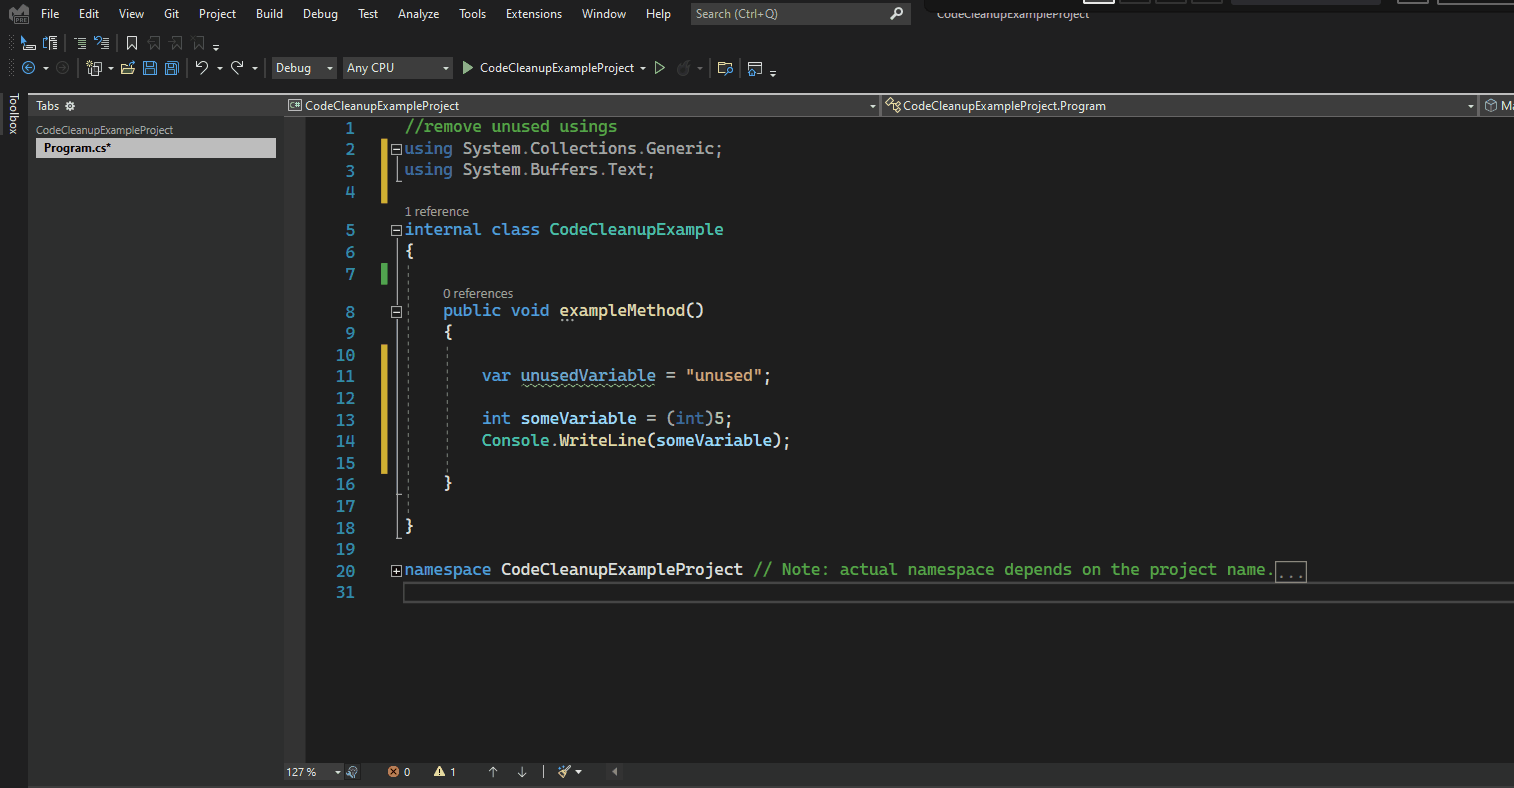 File Edit View Git Project Build Debug Test Analyze Tools Extensions Window Help Search (Ctrl+Q) CodeCleanupExampleProject
Debug Any CPU CodeCleanupExampleProject
Toolbox
Tabs
CodeCleanupExampleProject
Program.cs*
C# CodeCleanupExampleProject CodeCleanupExampleProject.Program Ma
1 //remove unused usings
2 using System.Collections.Generic;
3 using System.Buffers.Text;
4
1 reference
5 internal class CodeCleanupExample
6 {
7
0 references
8 public void exampleMethod()
9 {
10
11 var unusedVariable = "unused";
12
13 int someVariable = (int)5;
14 Console.WriteLine(someVariable);
15
16 }
17
18 }
19
20 namespace CodeCleanupExampleProject // Note: actual namespace depends on the project name....
31
127 % 0 1